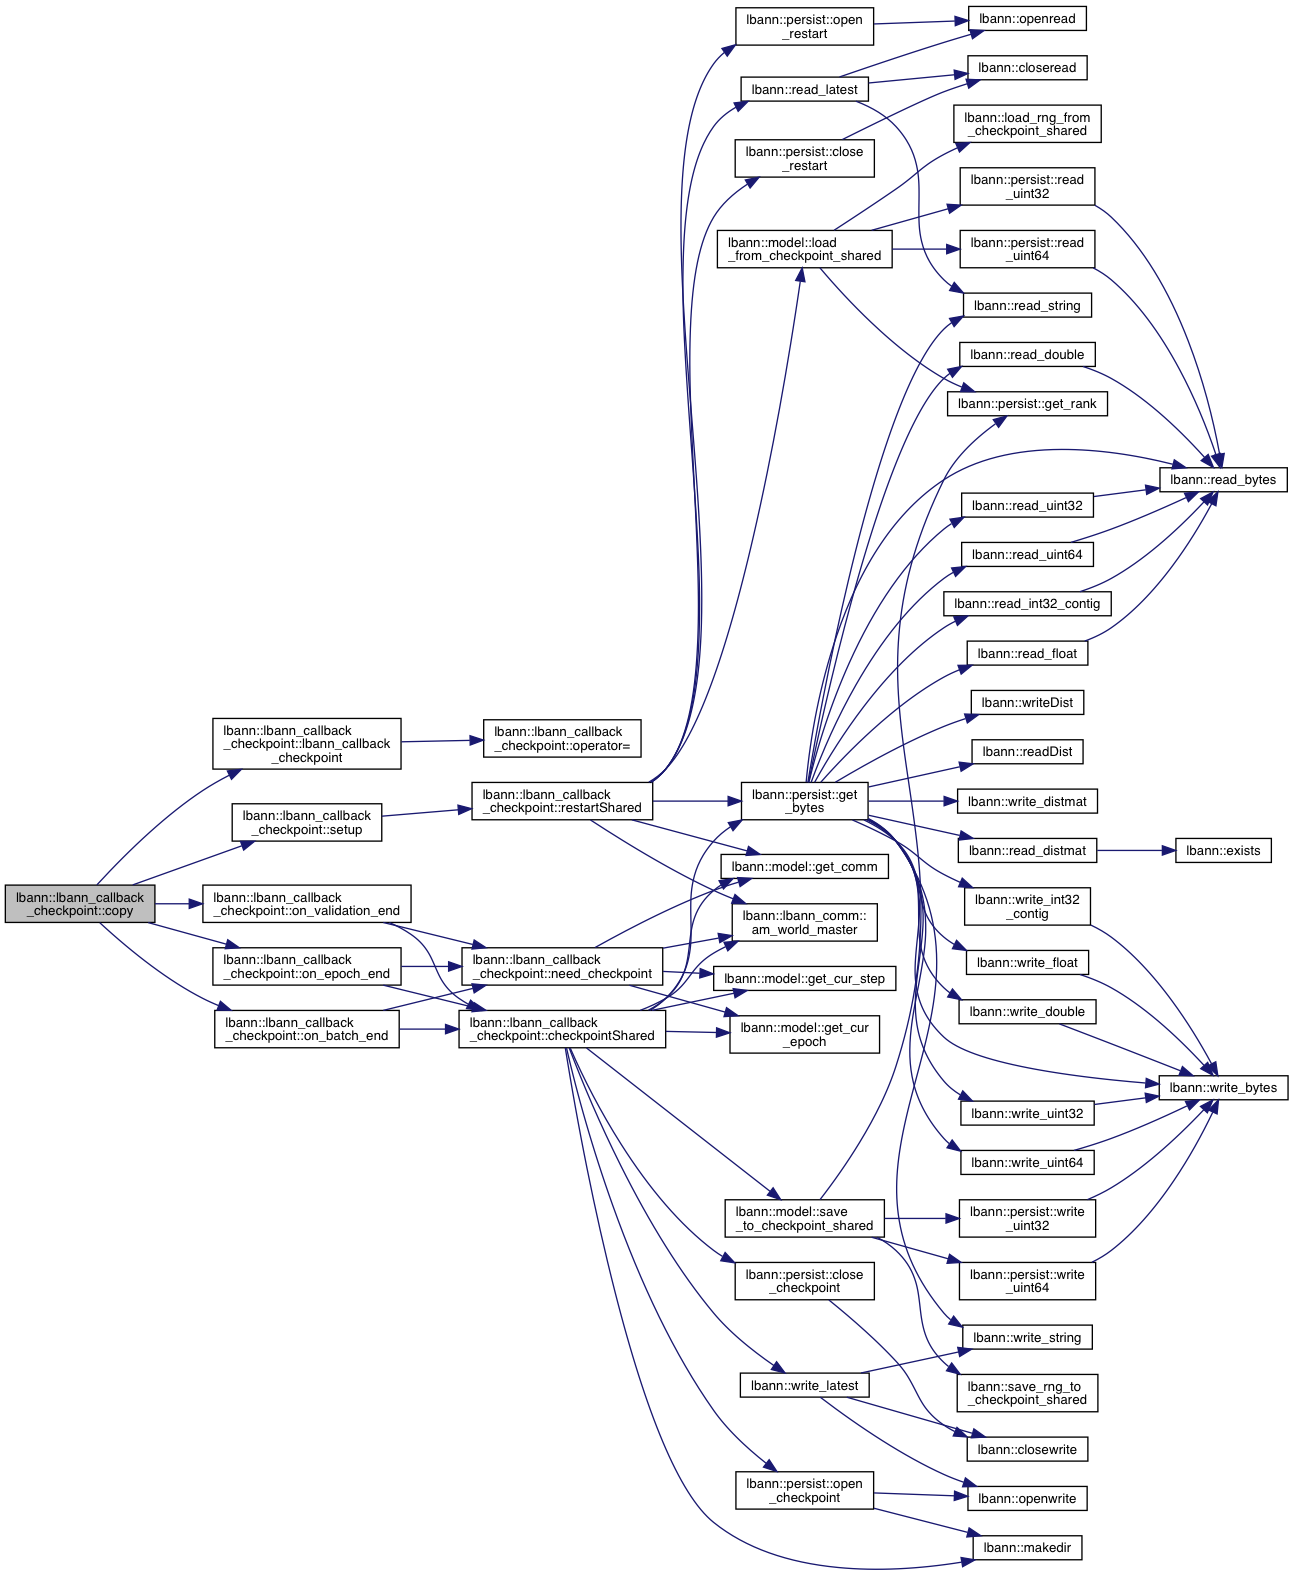 lbann::lbann_callback
_checkpoint::copy
lbann::lbann_callback
_checkpoint::lbann_callback
_checkpoint
lbann::lbann_callback
_checkpoint::setup
lbann::lbann_callback
_checkpoint::on_validation_end
lbann::lbann_callback
_checkpoint::on_epoch_end
lbann::lbann_callback
_checkpoint::on_batch_end
lbann::lbann_callback
_checkpoint::operator=
lbann::lbann_callback
_checkpoint::restartShared
lbann::lbann_callback
_checkpoint::need_checkpoint
lbann::lbann_callback
_checkpoint::checkpointShared
lbann::persist::open
_restart
lbann::read_latest
lbann::persist::close
_restart
lbann::model::load
_from_checkpoint_shared
lbann::persist::get
_bytes
lbann::model::get_comm
lbann::lbann_comm::
am_world_master
lbann::model::get_cur_step
lbann::model::get_cur
_epoch
lbann::model::save
_to_checkpoint_shared
lbann::persist::close
_checkpoint
lbann::write_latest
lbann::persist::open
_checkpoint
lbann::openread
lbann::closeread
lbann::load_rng_from
_checkpoint_shared
lbann::persist::read
_uint32
lbann::persist::read
_uint64
lbann::read_string
lbann::read_double
lbann::persist::get_rank
lbann::read_uint32
lbann::read_uint64
lbann::read_int32_contig
lbann::read_float
lbann::writeDist
lbann::readDist
lbann::write_distmat
lbann::read_distmat
lbann::write_int32
_contig
lbann::write_float
lbann::write_double
lbann::write_uint32
lbann::write_uint64
lbann::persist::write
_uint32
lbann::persist::write
_uint64
lbann::write_string
lbann::save_rng_to
_checkpoint_shared
lbann::closewrite
lbann::openwrite
lbann::makedir
lbann::read_bytes
lbann::exists
lbann::write_bytes